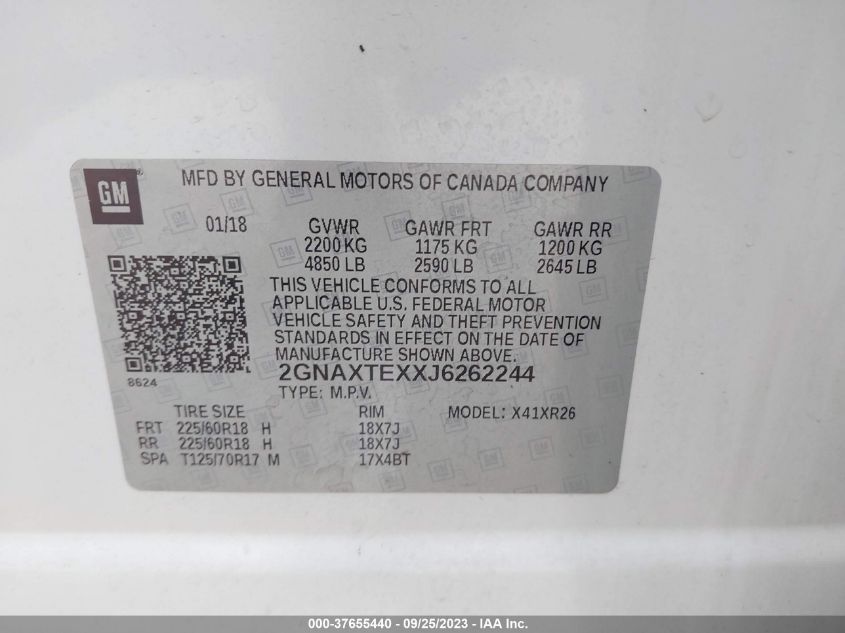 GM
MFD BY GENERAL MOTORS OF CANADA COMPANY
01/18 GVWR GAWR FRT GAWR RR
2200 KG 1175 KG 1200 KG
4850 LB 2590 LB 2645 LB
THIS VEHICLE CONFORMS TO ALL
APPLICABLE U.S. FEDERAL MOTOR
VEHICLE SAFETY AND THEFT PREVENTION
STANDARDS IN EFFECT ON THE DATE OF
MANUFACTURE SHOWN ABOVE.
8624
2GNAXTEXXJ6262244
TYPE: M.P.V.
TIRE SIZE RIM MODEL: X41XR26
FRT 225/60R18 H 18X7J
RR 225/60R18 H 18X7J
SPA T125/70R17 M 17X4BT
000-37655440 - 09/25/2023 - IAA Inc.